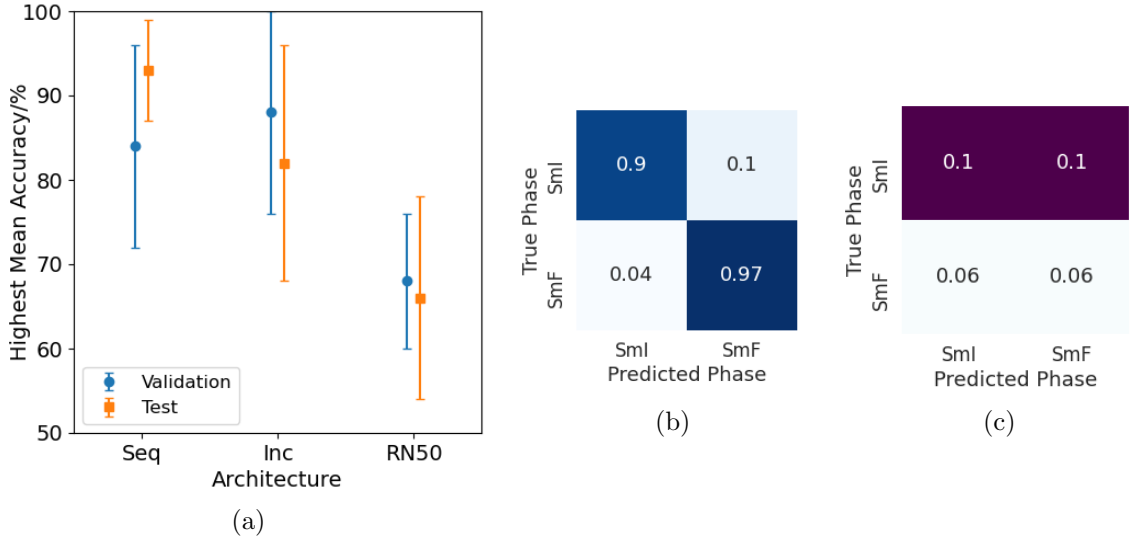 100
90
80
70
60
50
Highest Mean Accuracy/%
Validation
Test
Seq Inc RN50
Architecture
(a)
True Phase
SmI
SmF
0.9 0.1
0.04 0.97
SmI SmF
Predicted Phase
(b)
True Phase
SmI
SmF
0.1 0.1
0.06 0.06
SmI SmF
Predicted Phase
(c)